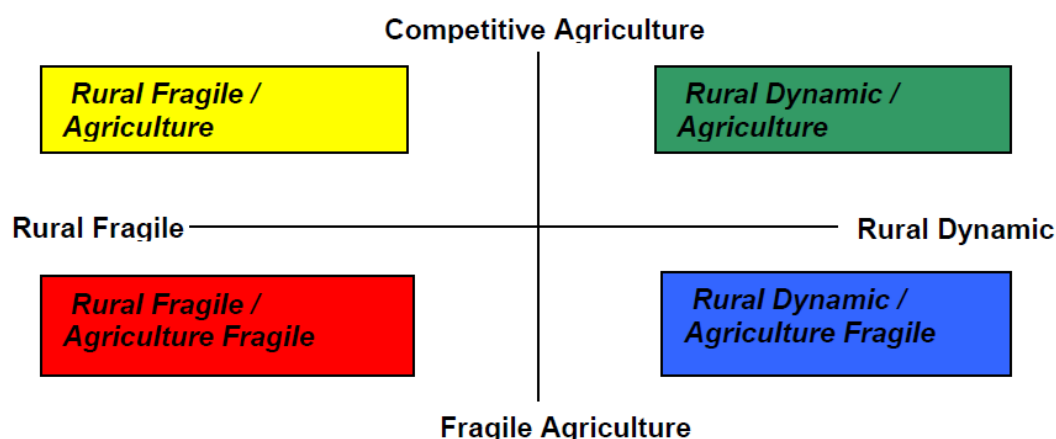 Competitive Agriculture
Rural Fragile /
Agriculture
Rural Dynamic /
Agriculture
Rural Fragile
Rural Dynamic
Rural Fragile /
Agriculture Fragile
Rural Dynamic /
Agriculture Fragile
Fragile Agriculture